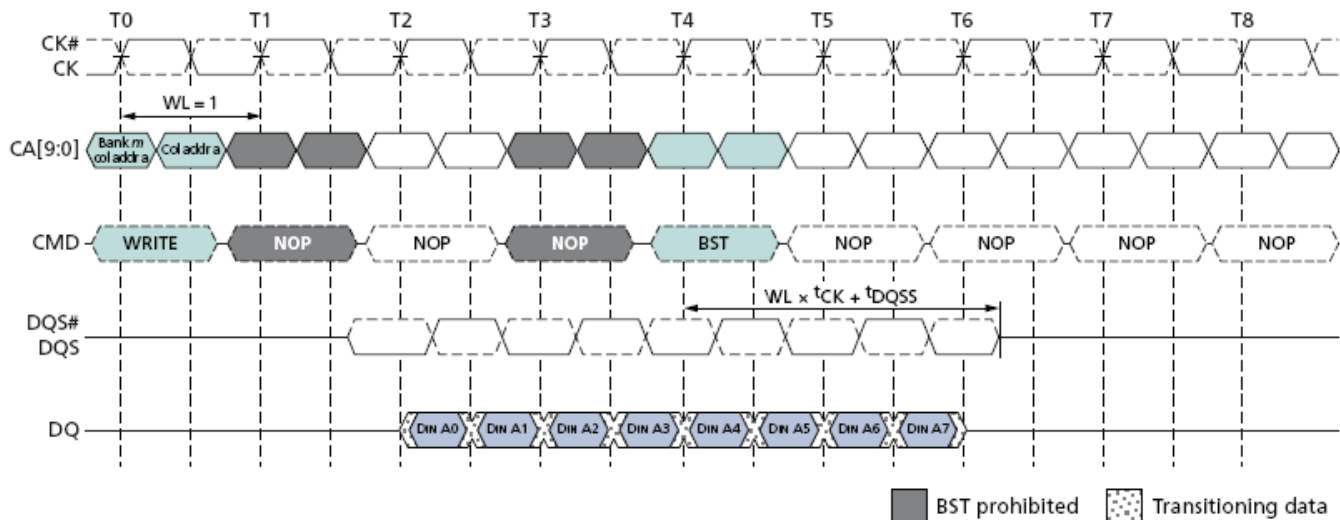 T0 T1 T2 T3 T4 T5 T6 T7 T8
CK#
CK
WL = 1
CA[9:0] Bank m col addr a Col addr a
CMD WRITE NOP NOP NOP BST NOP NOP NOP NOP
WL × tCK + tDQSS
DQS#
DQS
DQ DIN A0 DIN A1 DIN A2 DIN A3 DIN A4 DIN A5 DIN A6 DIN A7
BST prohibited Transitioning data